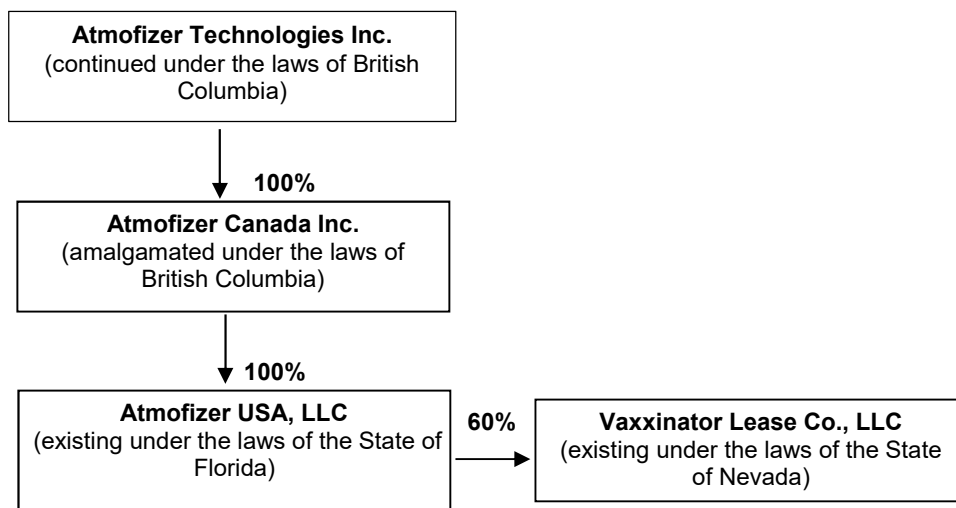 Atmofizer Technologies Inc.
(continued under the laws of British
Columbia)
100%
Atmofizer Canada Inc.
(amalgamated under the laws of
British Columbia)
100%
Atmofizer USA, LLC
(existing under the laws of the State of
Florida)
60%
Vaxxinator Lease Co., LLC
(existing under the laws of the State
of Nevada)